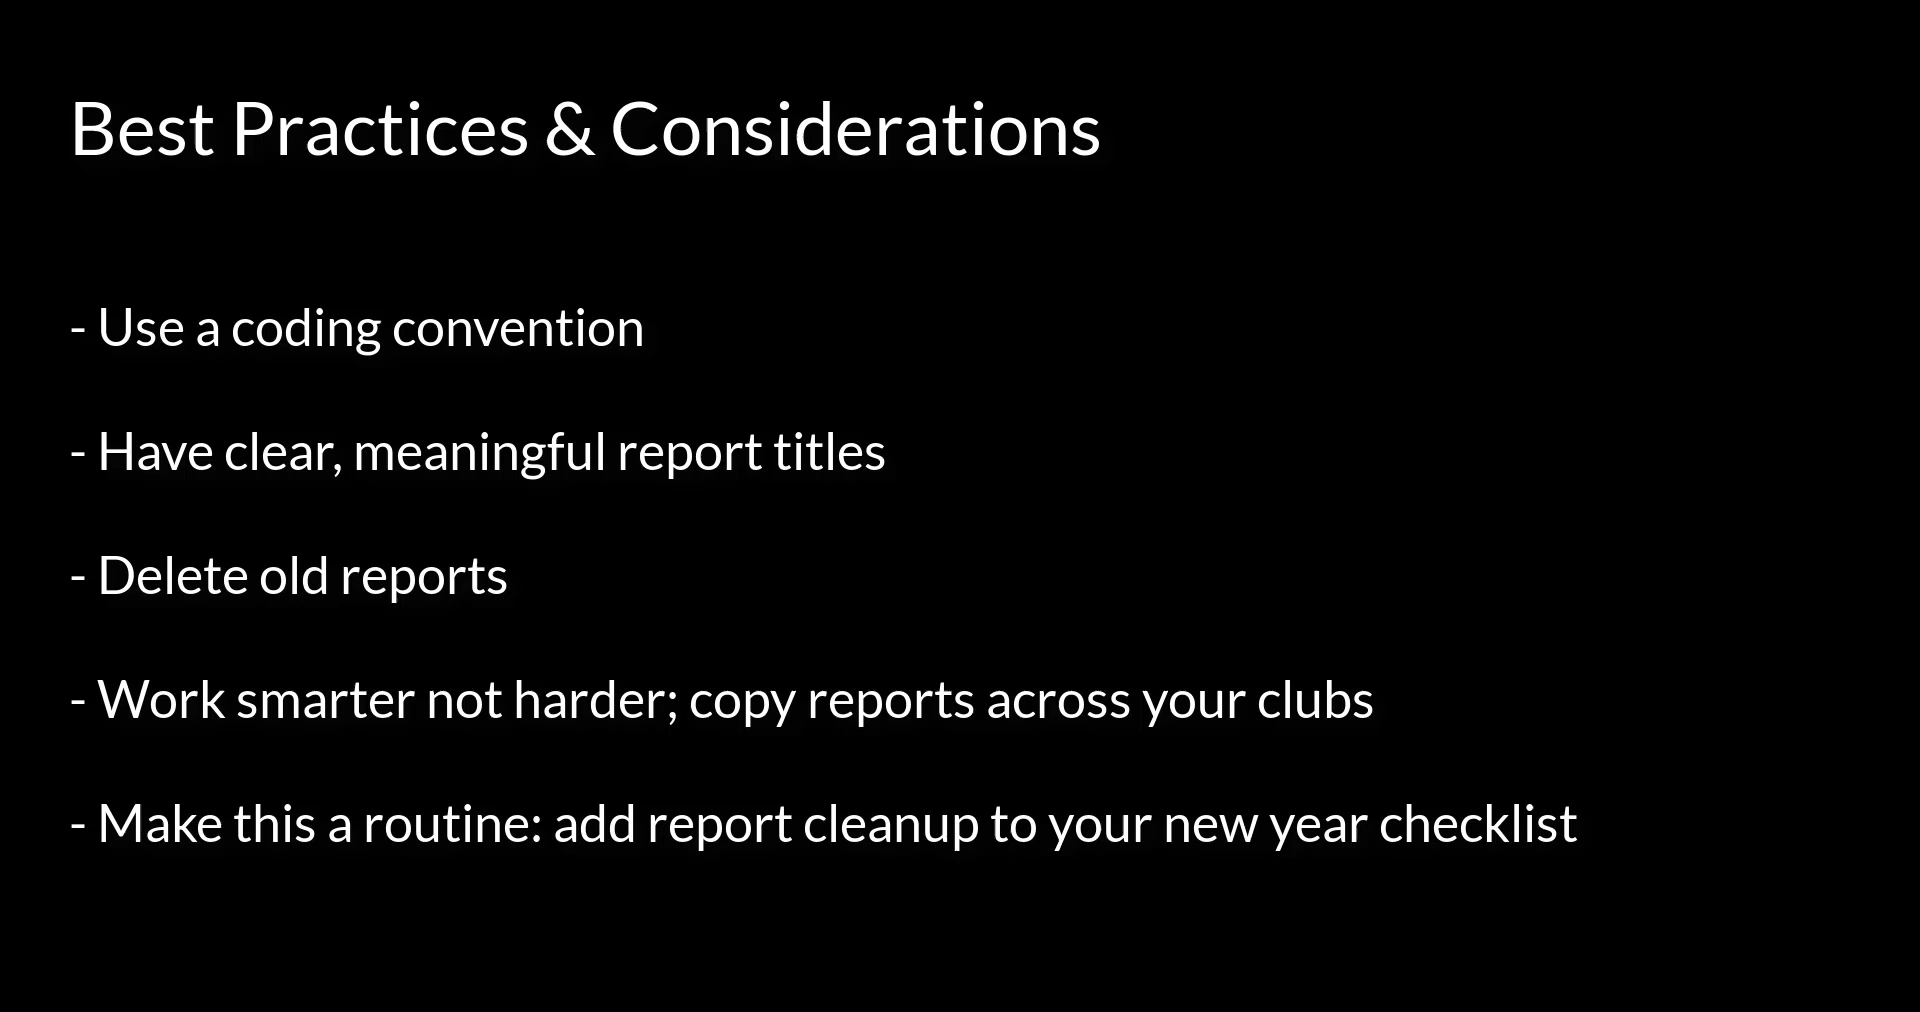 Best Practices & Considerations
- Use a coding convention
- Have clear, meaningful report titles
- Delete old reports
- Work smarter not harder; copy reports across your clubs
- Make this a routine: add report cleanup to your new year checklist